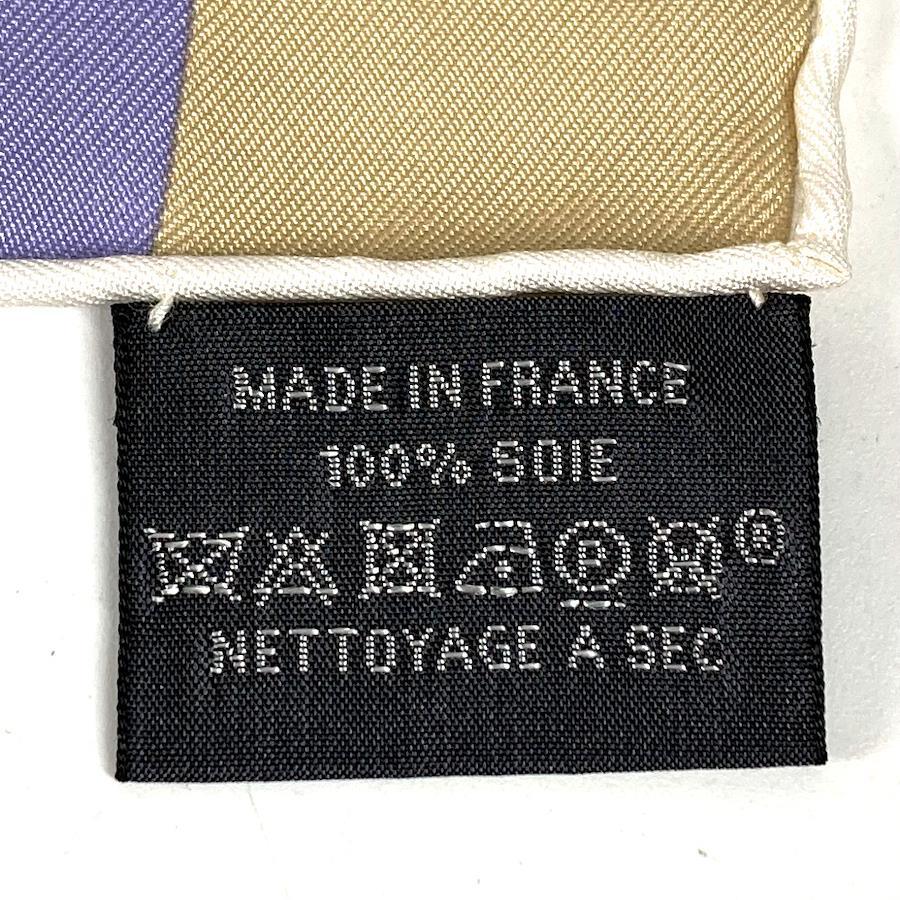 MADE IN FRANCE
100% SOIE
P W ®
NETTOYAGE A SEC